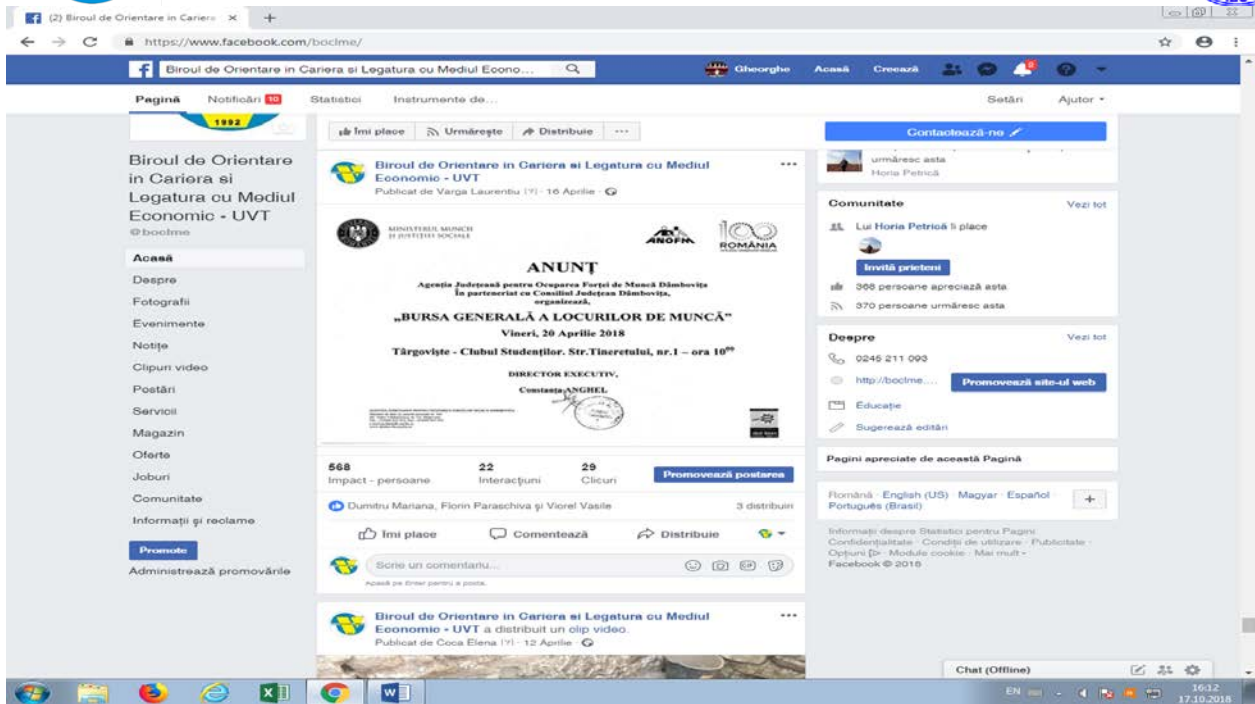 (2) Biroul de Orientare in Cariera
https://www.facebook.com/boclme/
Biroul de Orientare in Cariera si Legatura cu Mediul Econo...
Gheorghe
Acasă
Creează
Pagină
Notificări 10
Statistici
Instrumente de...
Setări
Ajutor
1992
Îmi place
Urmărește
Distribuie
Contactează-ne
Biroul de Orientare
in Cariera si
Legatura cu Mediul
Economic - UVT
@boclme
Acasă
Despre
Fotografii
Evenimente
Notițe
Clipuri video
Postări
Servicii
Magazin
Oferte
Joburi
Comunitate
Informații și reclame
Promote
Administrează promovările
Biroul de Orientare in Cariera si Legatura cu Mediul
Economic - UVT
Publicat de Varga Laurentiu [?] · 16 Aprilie ·
MINISTERUL MUNCII
ȘI JUSTIȚIEI SOCIALE
ANOFM
100
ROMÂNIA
ANUNȚ
Agenția Județeană pentru Ocuparea Forței de Muncă Dâmbovița
În parteneriat cu Consiliul Județean Dâmbovița,
organizează,
„BURSA GENERALĂ A LOCURILOR DE MUNCĂ”
Vineri, 20 Aprilie 2018
Târgoviște - Clubul Studenților. Str.Tineretului, nr.1 – ora 10⁰⁰
DIRECTOR EXECUTIV,
Constanța ANGHEL
568
Impact - persoane
22
Interacțiuni
29
Clicuri
Promovează postarea
Dumitru Mariana, Florin Paraschiva și Viorel Vasile
3 distribuiri
Îmi place
Comentează
Distribuie
Scrie un comentariu...
Apasă pe Enter pentru a posta.
Biroul de Orientare in Cariera si Legatura cu Mediul
Economic - UVT a distribuit un clip video.
Publicat de Coca Elena [?] · 12 Aprilie ·
urmăresc asta
Horia Petrică
Comunitate
Vezi tot
Lui Horia Petrică îi place
Invită prieteni
368 persoane apreciază asta
370 persoane urmăresc asta
Despre
Vezi tot
0245 211 093
http://boclme....
Promovează site-ul web
Educație
Sugerează editări
Pagini apreciate de această Pagină
Română · English (US) · Magyar · Español ·
Português (Brasil)
Informații despre Statistici pentru Pagini
Confidențialitate · Condiții de utilizare · Publicitate ·
Opțiuni · Module cookie · Mai mult
Facebook © 2018
Chat (Offline)
EN
16:12
17.10.2018